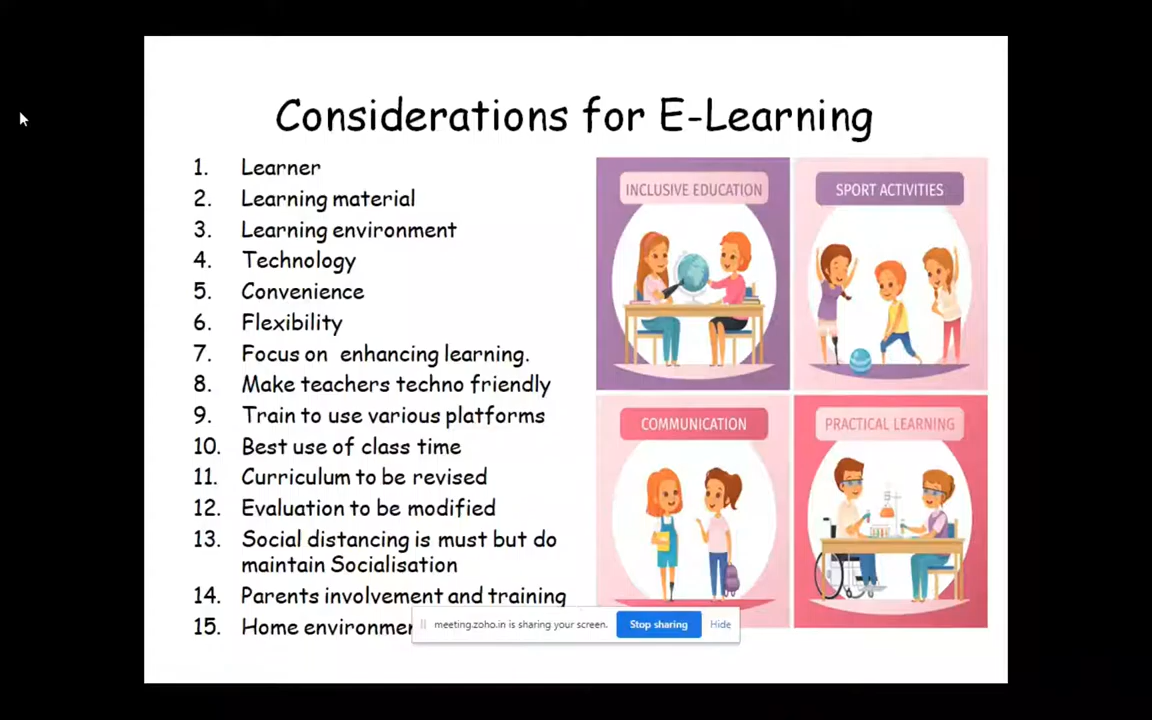 Considerations for E-Learning
1. Learner
2. Learning material
3. Learning environment
4. Technology
5. Convenience
6. Flexibility
7. Focus on enhancing learning.
8. Make teachers techno friendly
9. Train to use various platforms
10. Best use of class time
11. Curriculum to be revised
12. Evaluation to be modified
13. Social distancing is must but do
maintain Socialisation
14. Parents involvement and training
15. Home
INCLUSIVE EDUCATION
SPORT ACTIVITIES
COMMUNICATION
PRACTICAL LEARNING
meeting.zoho.in is sharing your screen.
Stop sharing
Hide